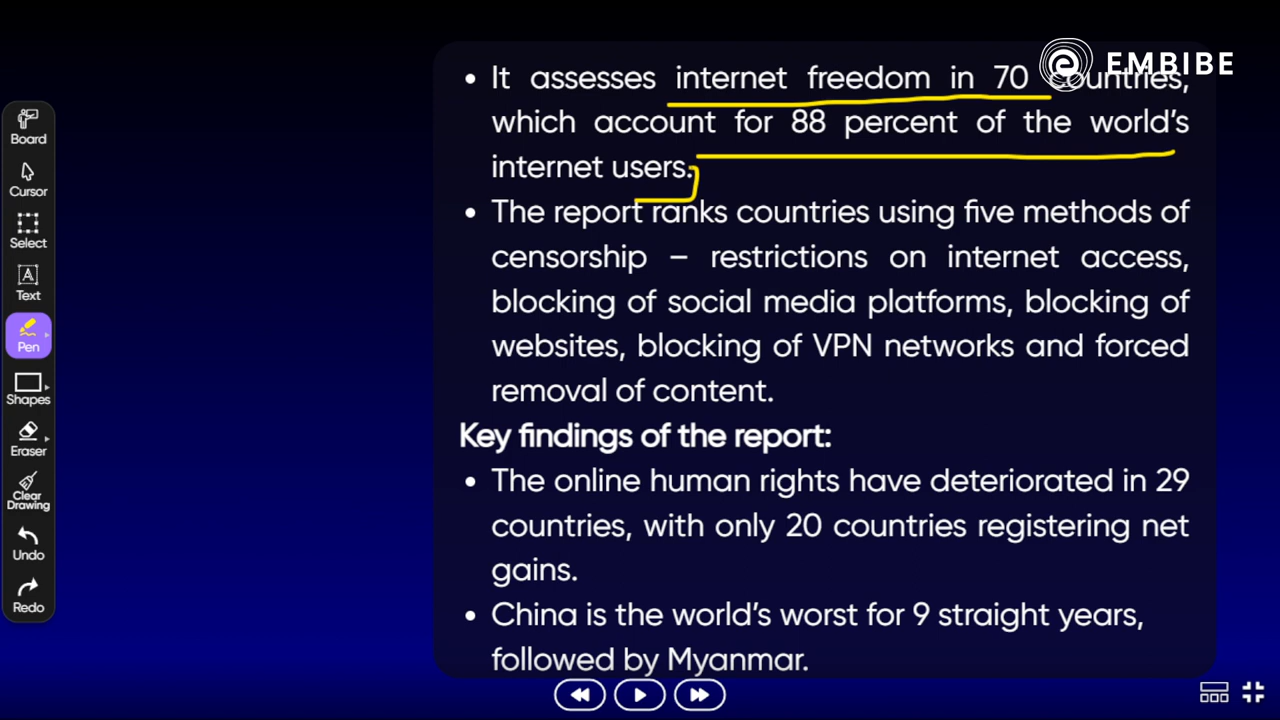 EMBIBE
• It assesses internet freedom in 70 countries,
which account for 88 percent of the world's
internet users.
• The report ranks countries using five methods of
censorship – restrictions on internet access,
blocking of social media platforms, blocking of
websites, blocking of VPN networks and forced
removal of content.
Key findings of the report:
• The online human rights have deteriorated in 29
countries, with only 20 countries registering net
gains.
• China is the world's worst for 9 straight years,
followed by Myanmar.
Board
Cursor
Select
A
Text
Pen
Shapes
Eraser
Clear
Drawing
Undo
Redo